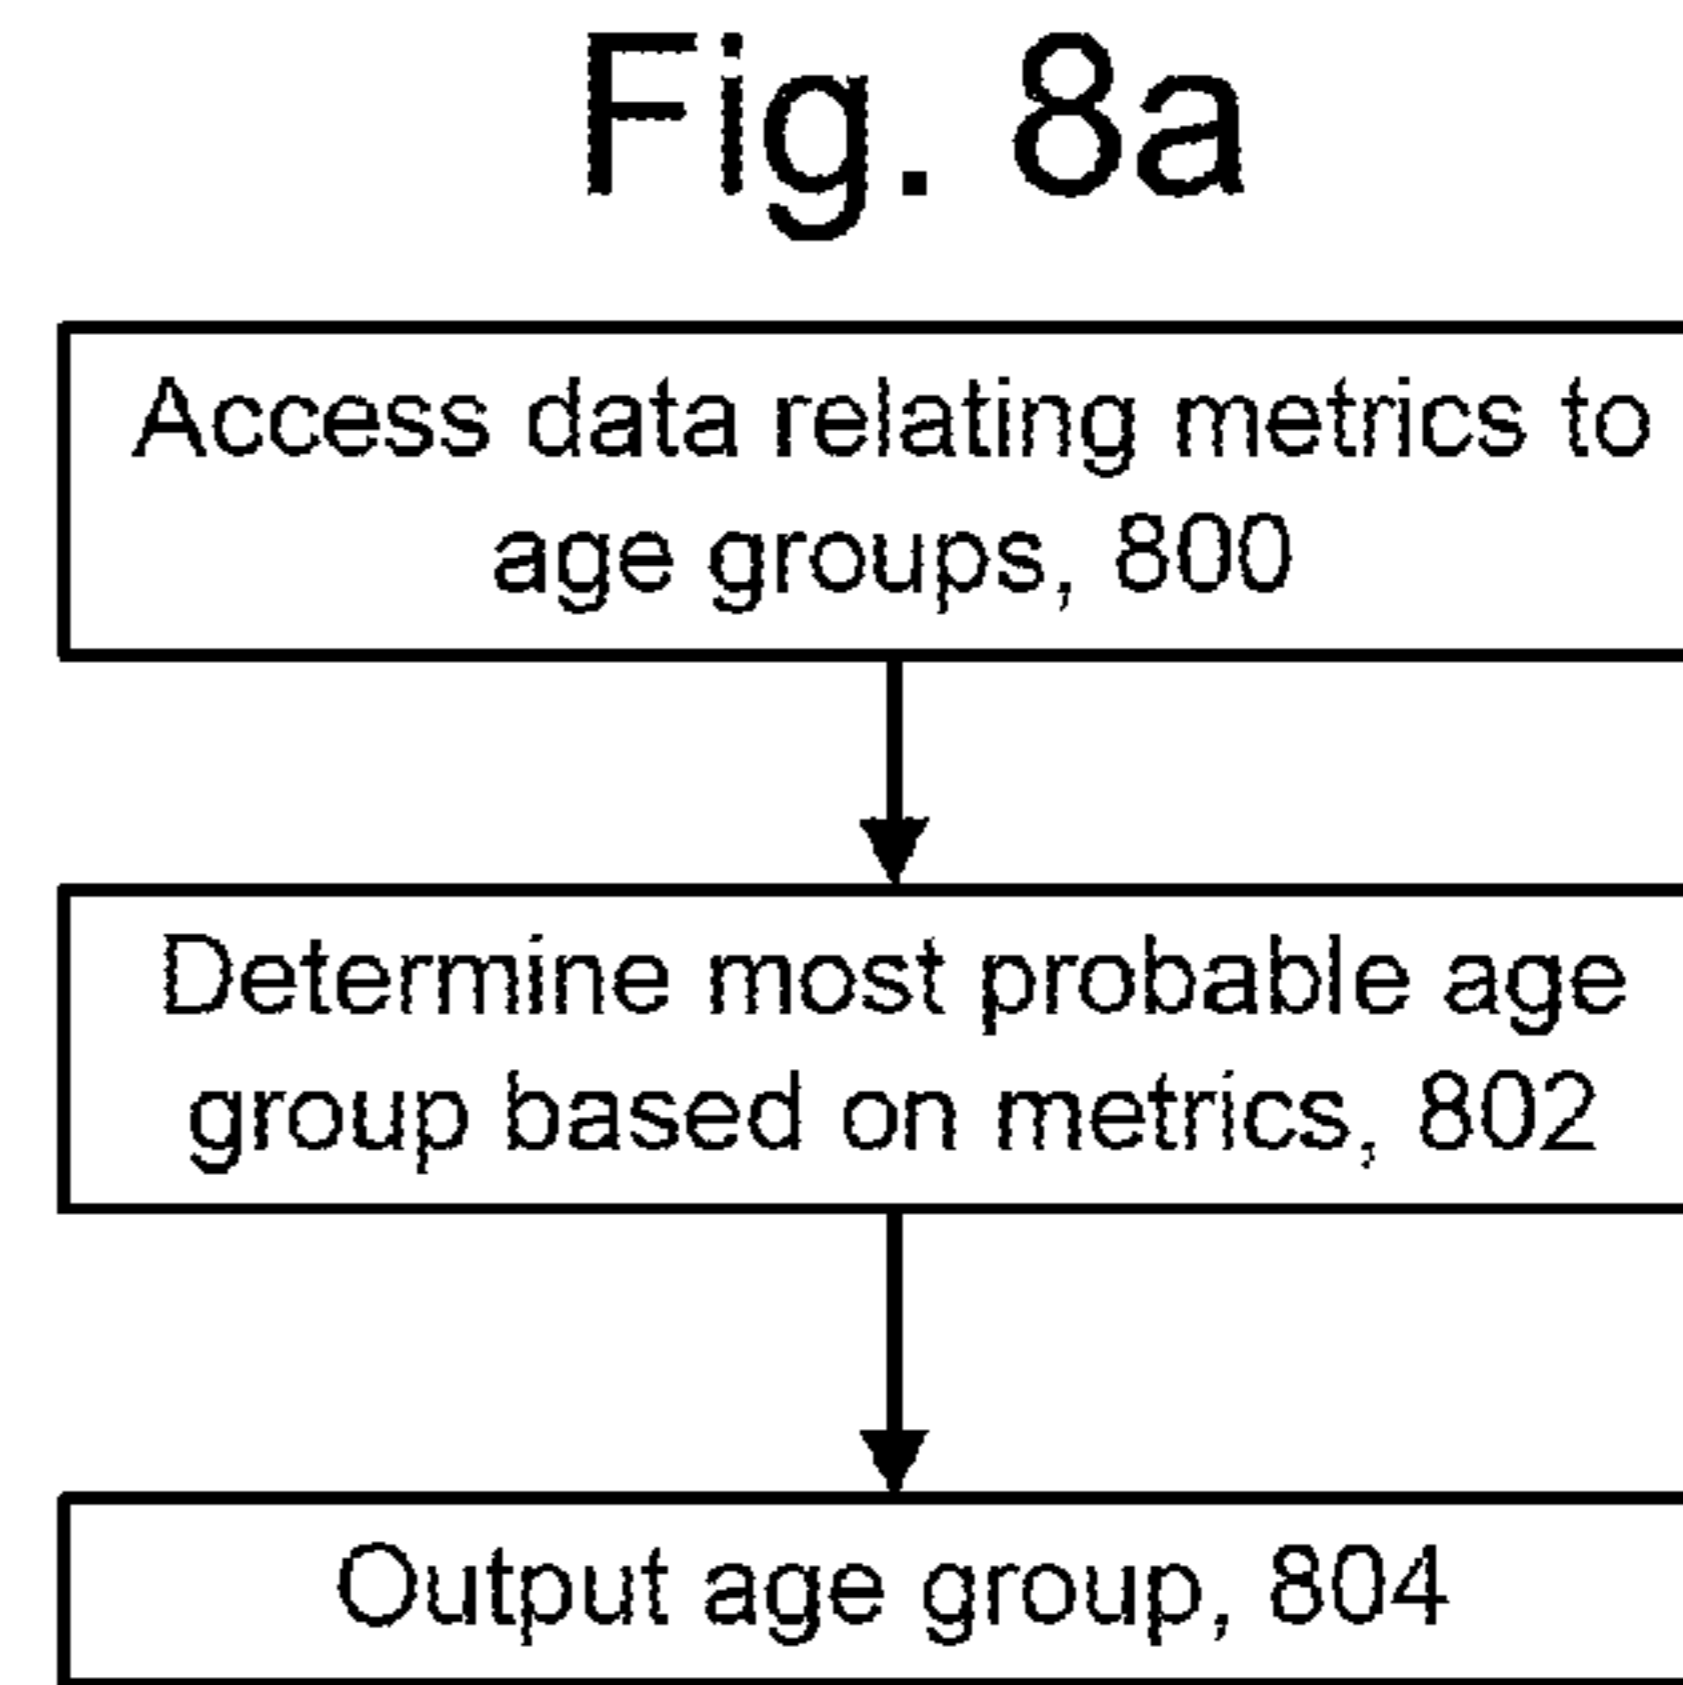 Fig. 8a
Access data relating metrics to
age groups, 800
Determine most probable age
group based on metrics, 802
Output age group, 804